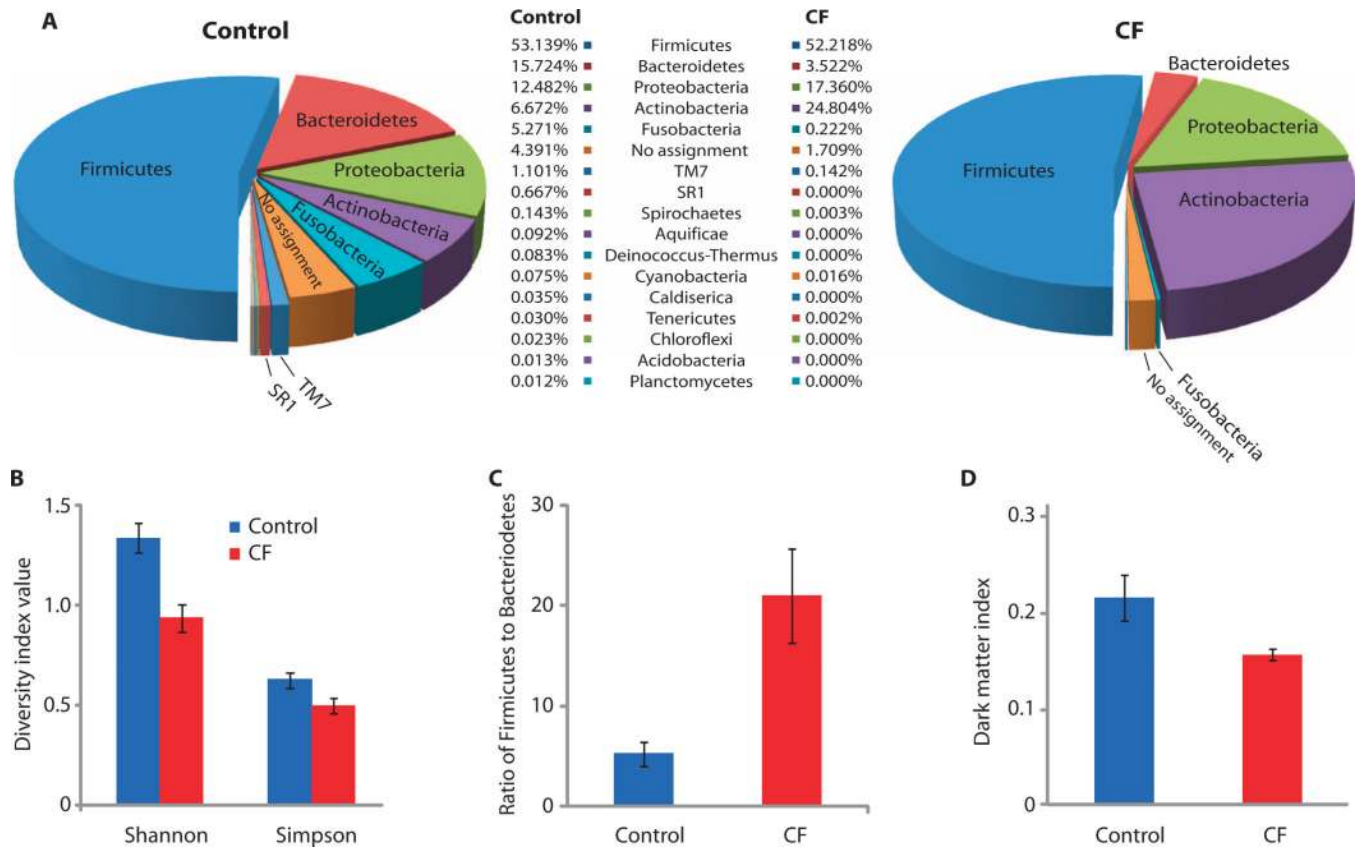 A
Control
Firmicutes
Bacteroidetes
Proteobacteria
Actinobacteria
Fusobacteria
No assignment
TM7
SR1
Control CF
53.139% Firmicutes 52.218%
15.724% Bacteroidetes 3.522%
12.482% Proteobacteria 17.360%
6.672% Actinobacteria 24.804%
5.271% Fusobacteria 0.222%
4.391% No assignment 1.709%
1.101% TM7 0.142%
0.667% SR1 0.000%
0.143% Spirochaetes 0.003%
0.092% Aquificae 0.000%
0.083% Deinococcus-Thermus 0.000%
0.075% Cyanobacteria 0.016%
0.035% Caldiserica 0.000%
0.030% Tenericutes 0.002%
0.023% Chloroflexi 0.000%
0.013% Acidobacteria 0.000%
0.012% Planctomycetes 0.000%
CF
Bacteroidetes
Proteobacteria
Firmicutes
Actinobacteria
Fusobacteria
No assignment
B
Diversity index value
1.5
1.0
0.5
0
Control
CF
Shannon Simpson
C
Ratio of Firmicutes to Bacteriodetes
30
20
10
0
Control CF
D
Dark matter index
0.3
0.2
0.1
0
Control CF